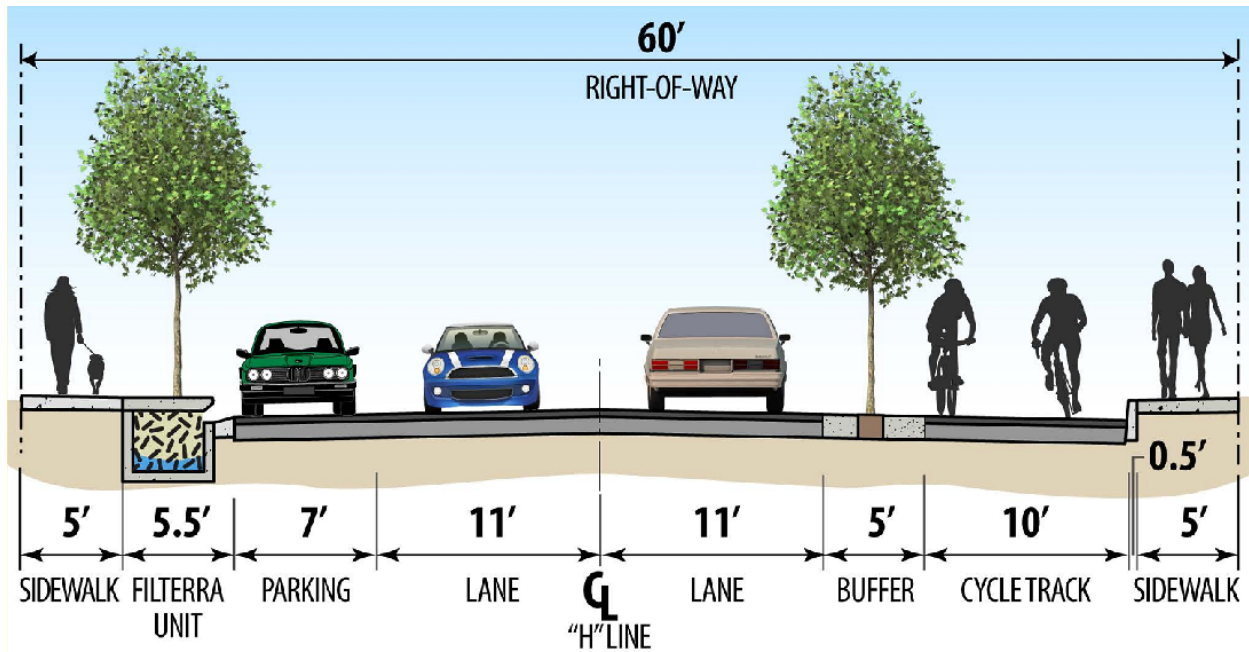 60′
RIGHT-OF-WAY
0.5′
5′ 5.5′ 7′ 11′ 11′ 5′ 10′ 5′
SIDEWALK FILTERRA PARKING LANE LANE BUFFER CYCLE TRACK SIDEWALK
UNIT
CL
"H" LINE